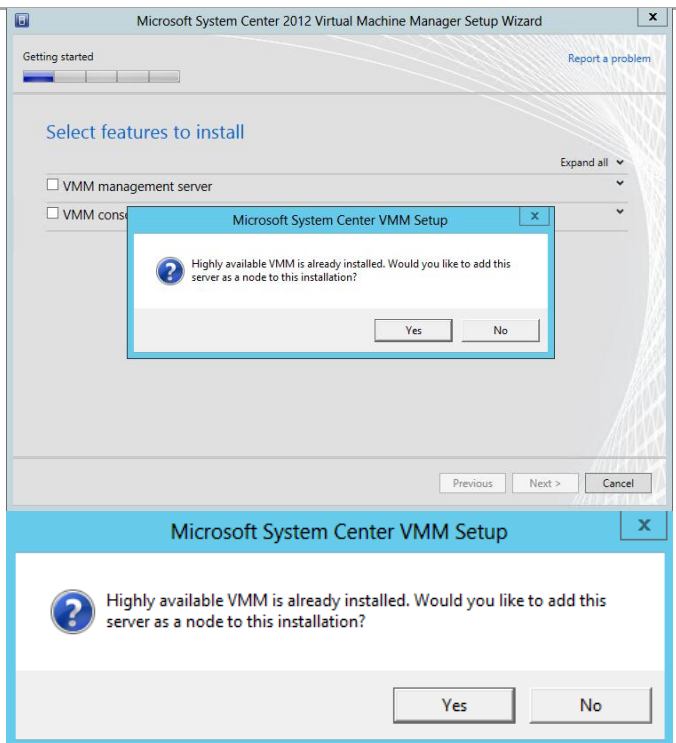 Microsoft System Center 2012 Virtual Machine Manager Setup Wizard
x
Getting started
Report a problem
Select features to install
Expand all
VMM management server
VMM conso
Microsoft System Center VMM Setup
x
Highly available VMM is already installed. Would you like to add this
server as a node to this installation?
Yes No
Previous Next > Cancel
Microsoft System Center VMM Setup
x
Highly available VMM is already installed. Would you like to add this
server as a node to this installation?
Yes No